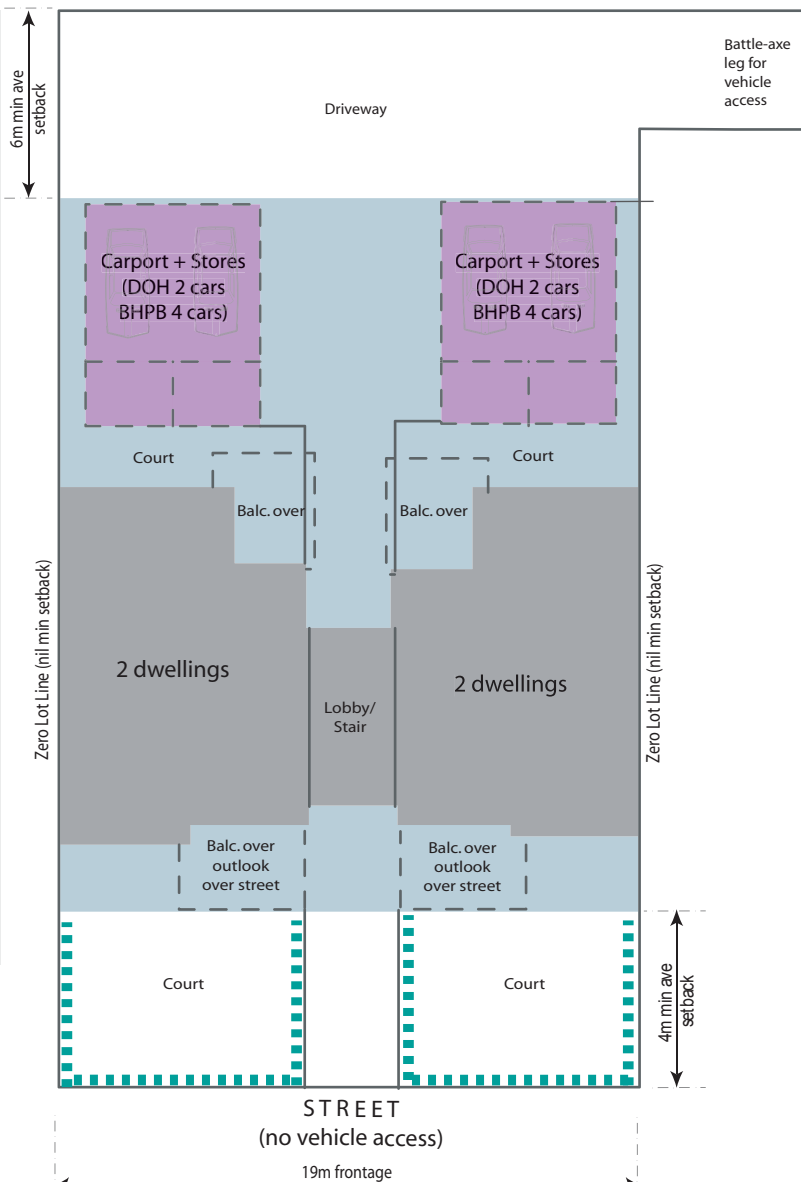 Battle-axe
leg for
vehicle
access
6m min ave
setback
Driveway
Carport + Stores
(DOH 2 cars
BHPB 4 cars)
Carport + Stores
(DOH 2 cars
BHPB 4 cars)
Court
Court
Balc. over
Balc. over
Zero Lot Line (nil min setback)
2 dwellings
Lobby/
Stair
2 dwellings
Zero Lot Line (nil min setback)
Balc. over
outlook
over street
Balc. over
outlook
over street
Court
Court
4m min ave
setback
STREET
(no vehicle access)
19m frontage